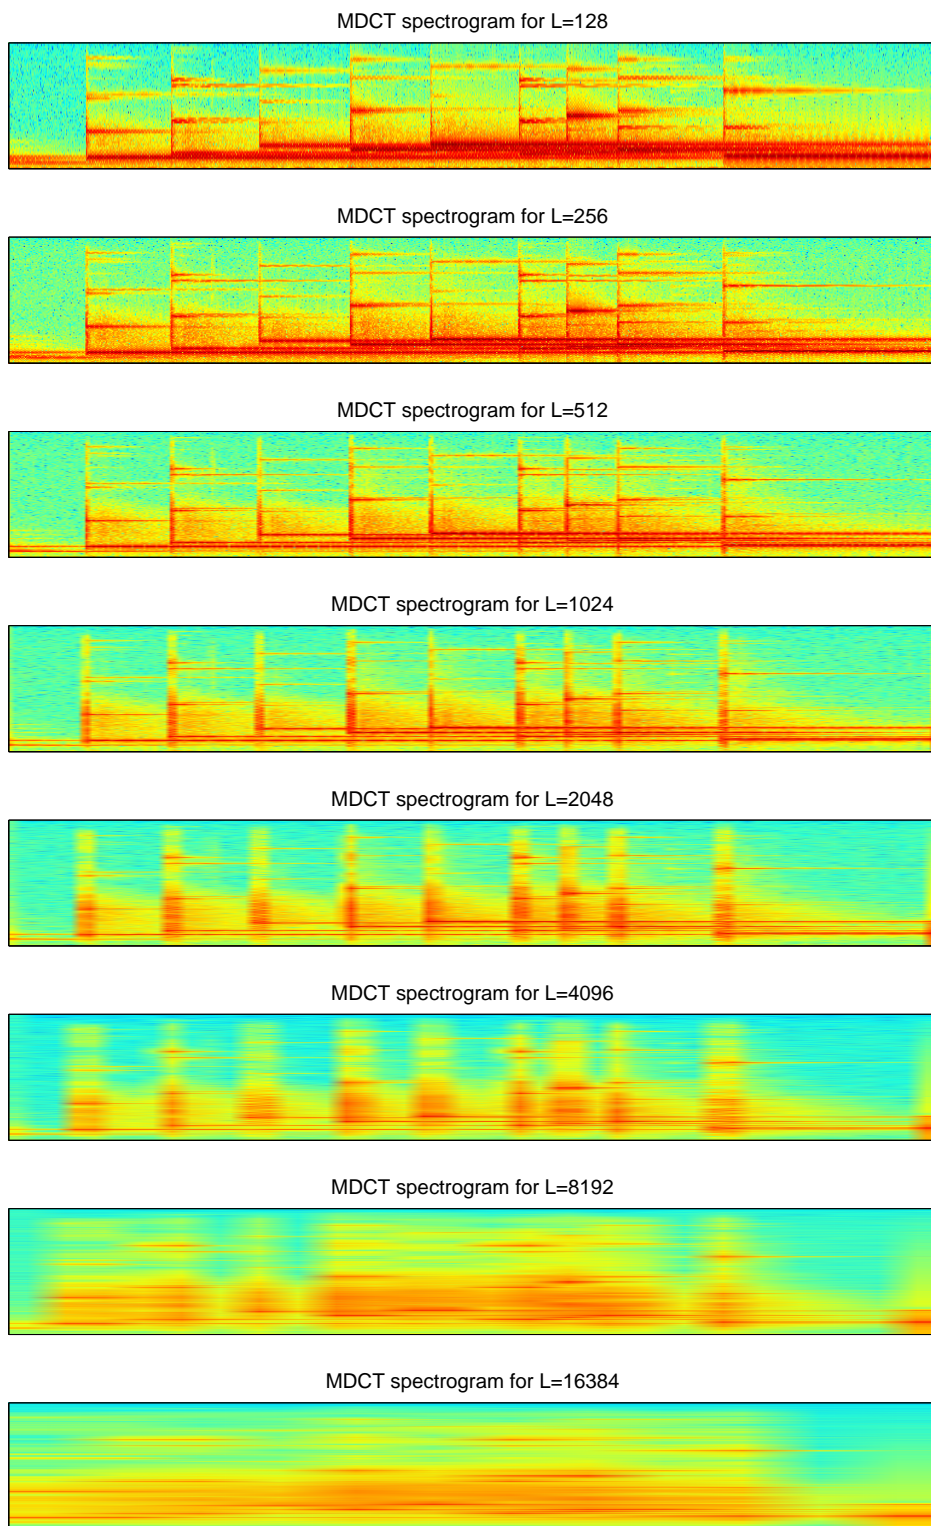 MDCT spectrogram for L=128
MDCT spectrogram for L=256
MDCT spectrogram for L=512
MDCT spectrogram for L=1024
MDCT spectrogram for L=2048
MDCT spectrogram for L=4096
MDCT spectrogram for L=8192
MDCT spectrogram for L=16384